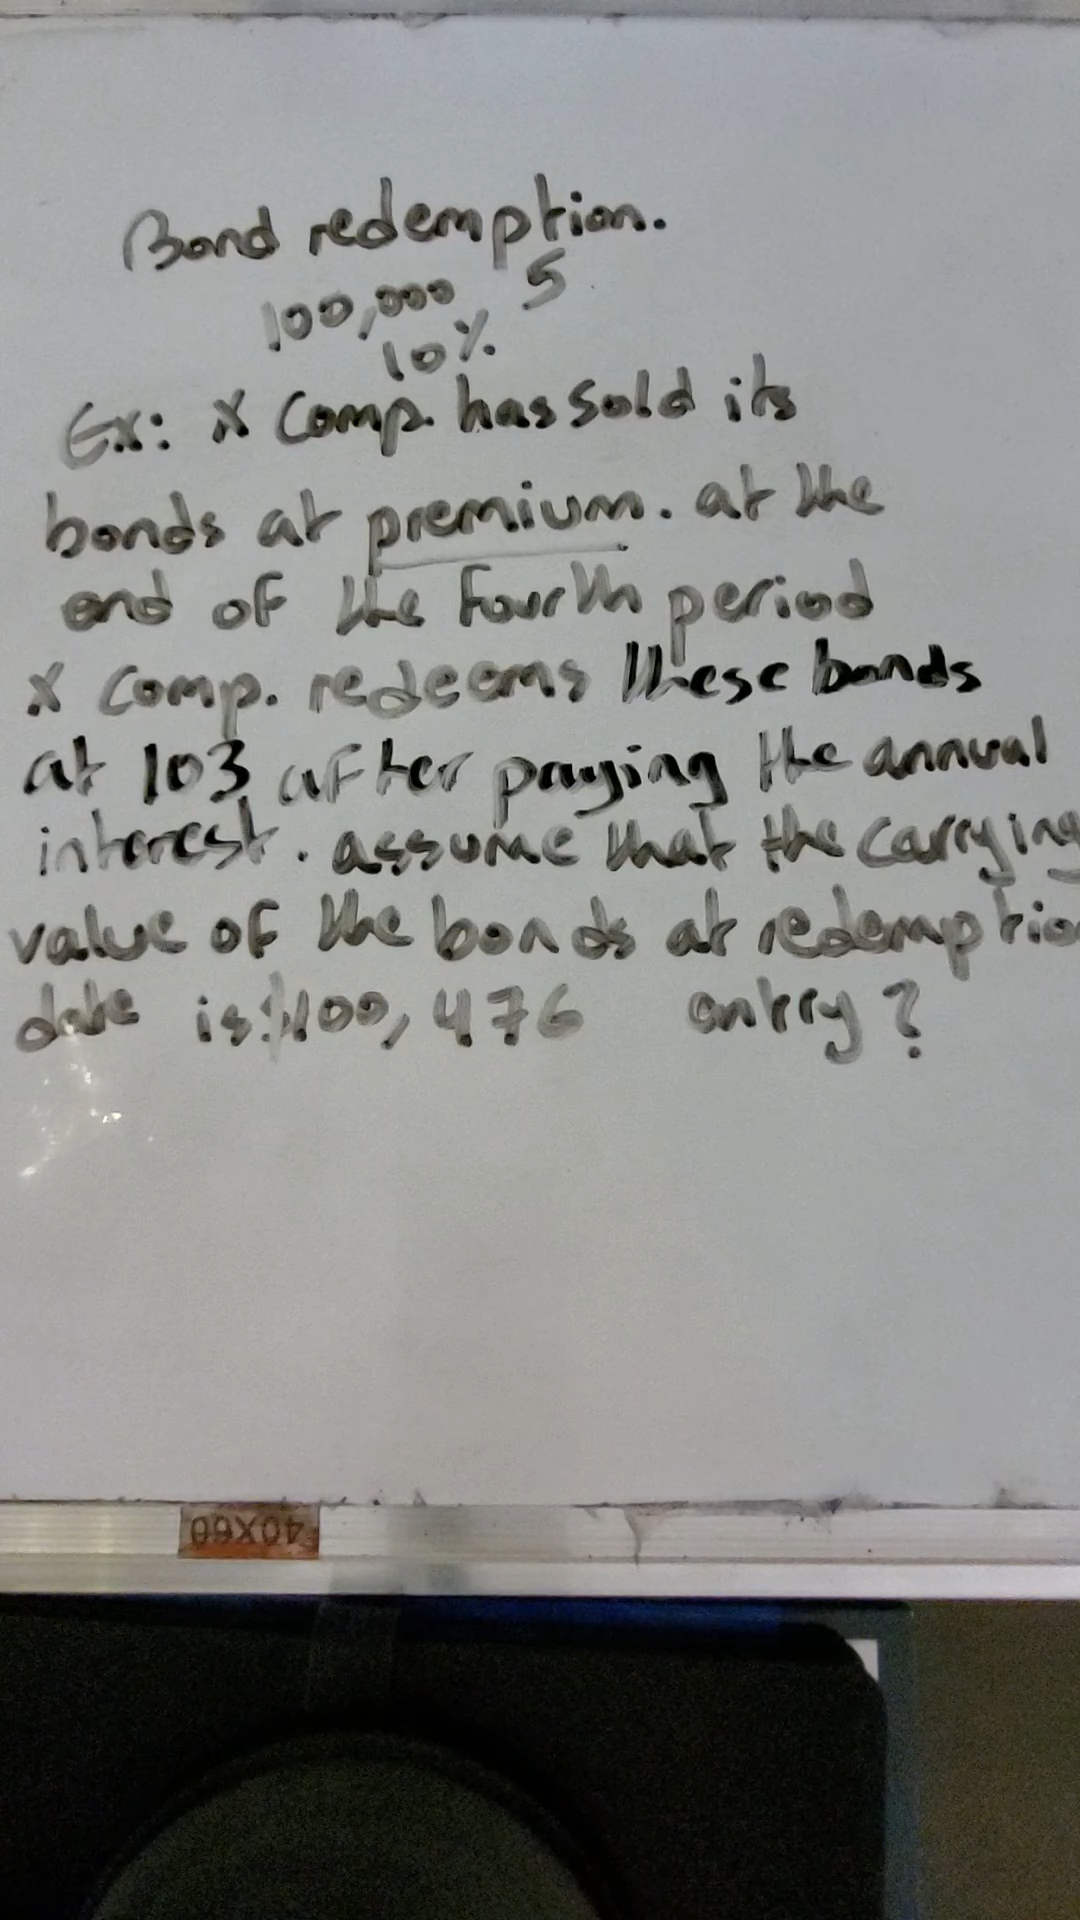 Bond redemption.
100,000, 5
10%
Ex: X Comp. has sold its
bonds at premium. at the
end of the fourth period
X Comp. redeems these bonds
at 103 after paying the annual
interest. assume that the carrying
value of the bonds at redemptio
date is $100,476 entry?
40X60